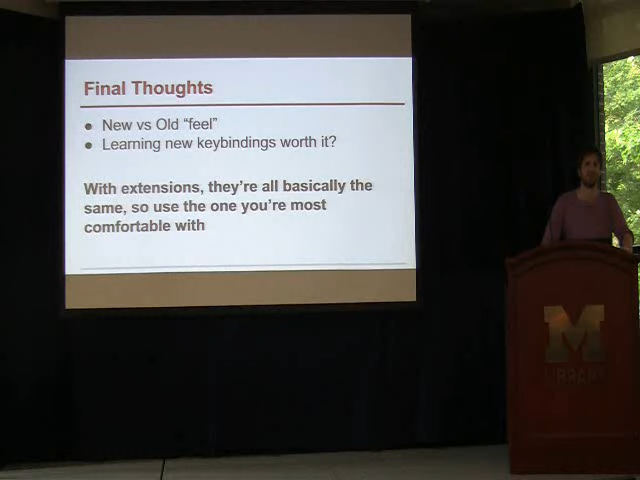 Final Thoughts
● New vs Old “feel”
● Learning new keybindings worth it?
With extensions, they’re all basically the
same, so use the one you’re most
comfortable with
M
LIBRARY